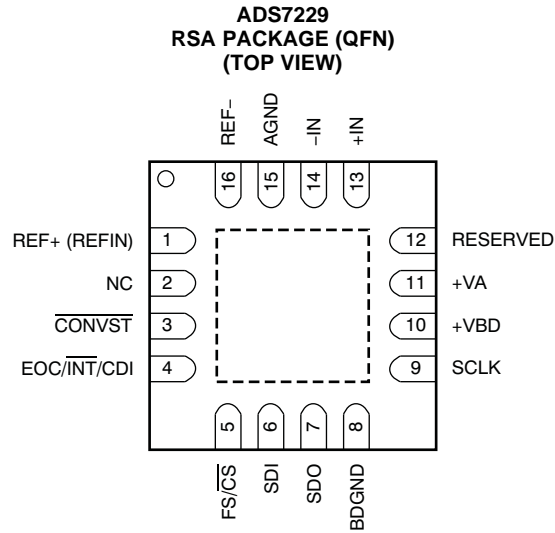 ADS7229
RSA PACKAGE (QFN)
(TOP VIEW)
REF–
AGND
–IN
+IN
16
15
14
13
REF+ (REFIN)
1
12
RESERVED
NC
2
11
+VA
CONVST
3
10
+VBD
EOC/INT/CDI
4
9
SCLK
5
6
7
8
FS/CS
SDI
SDO
BDGND